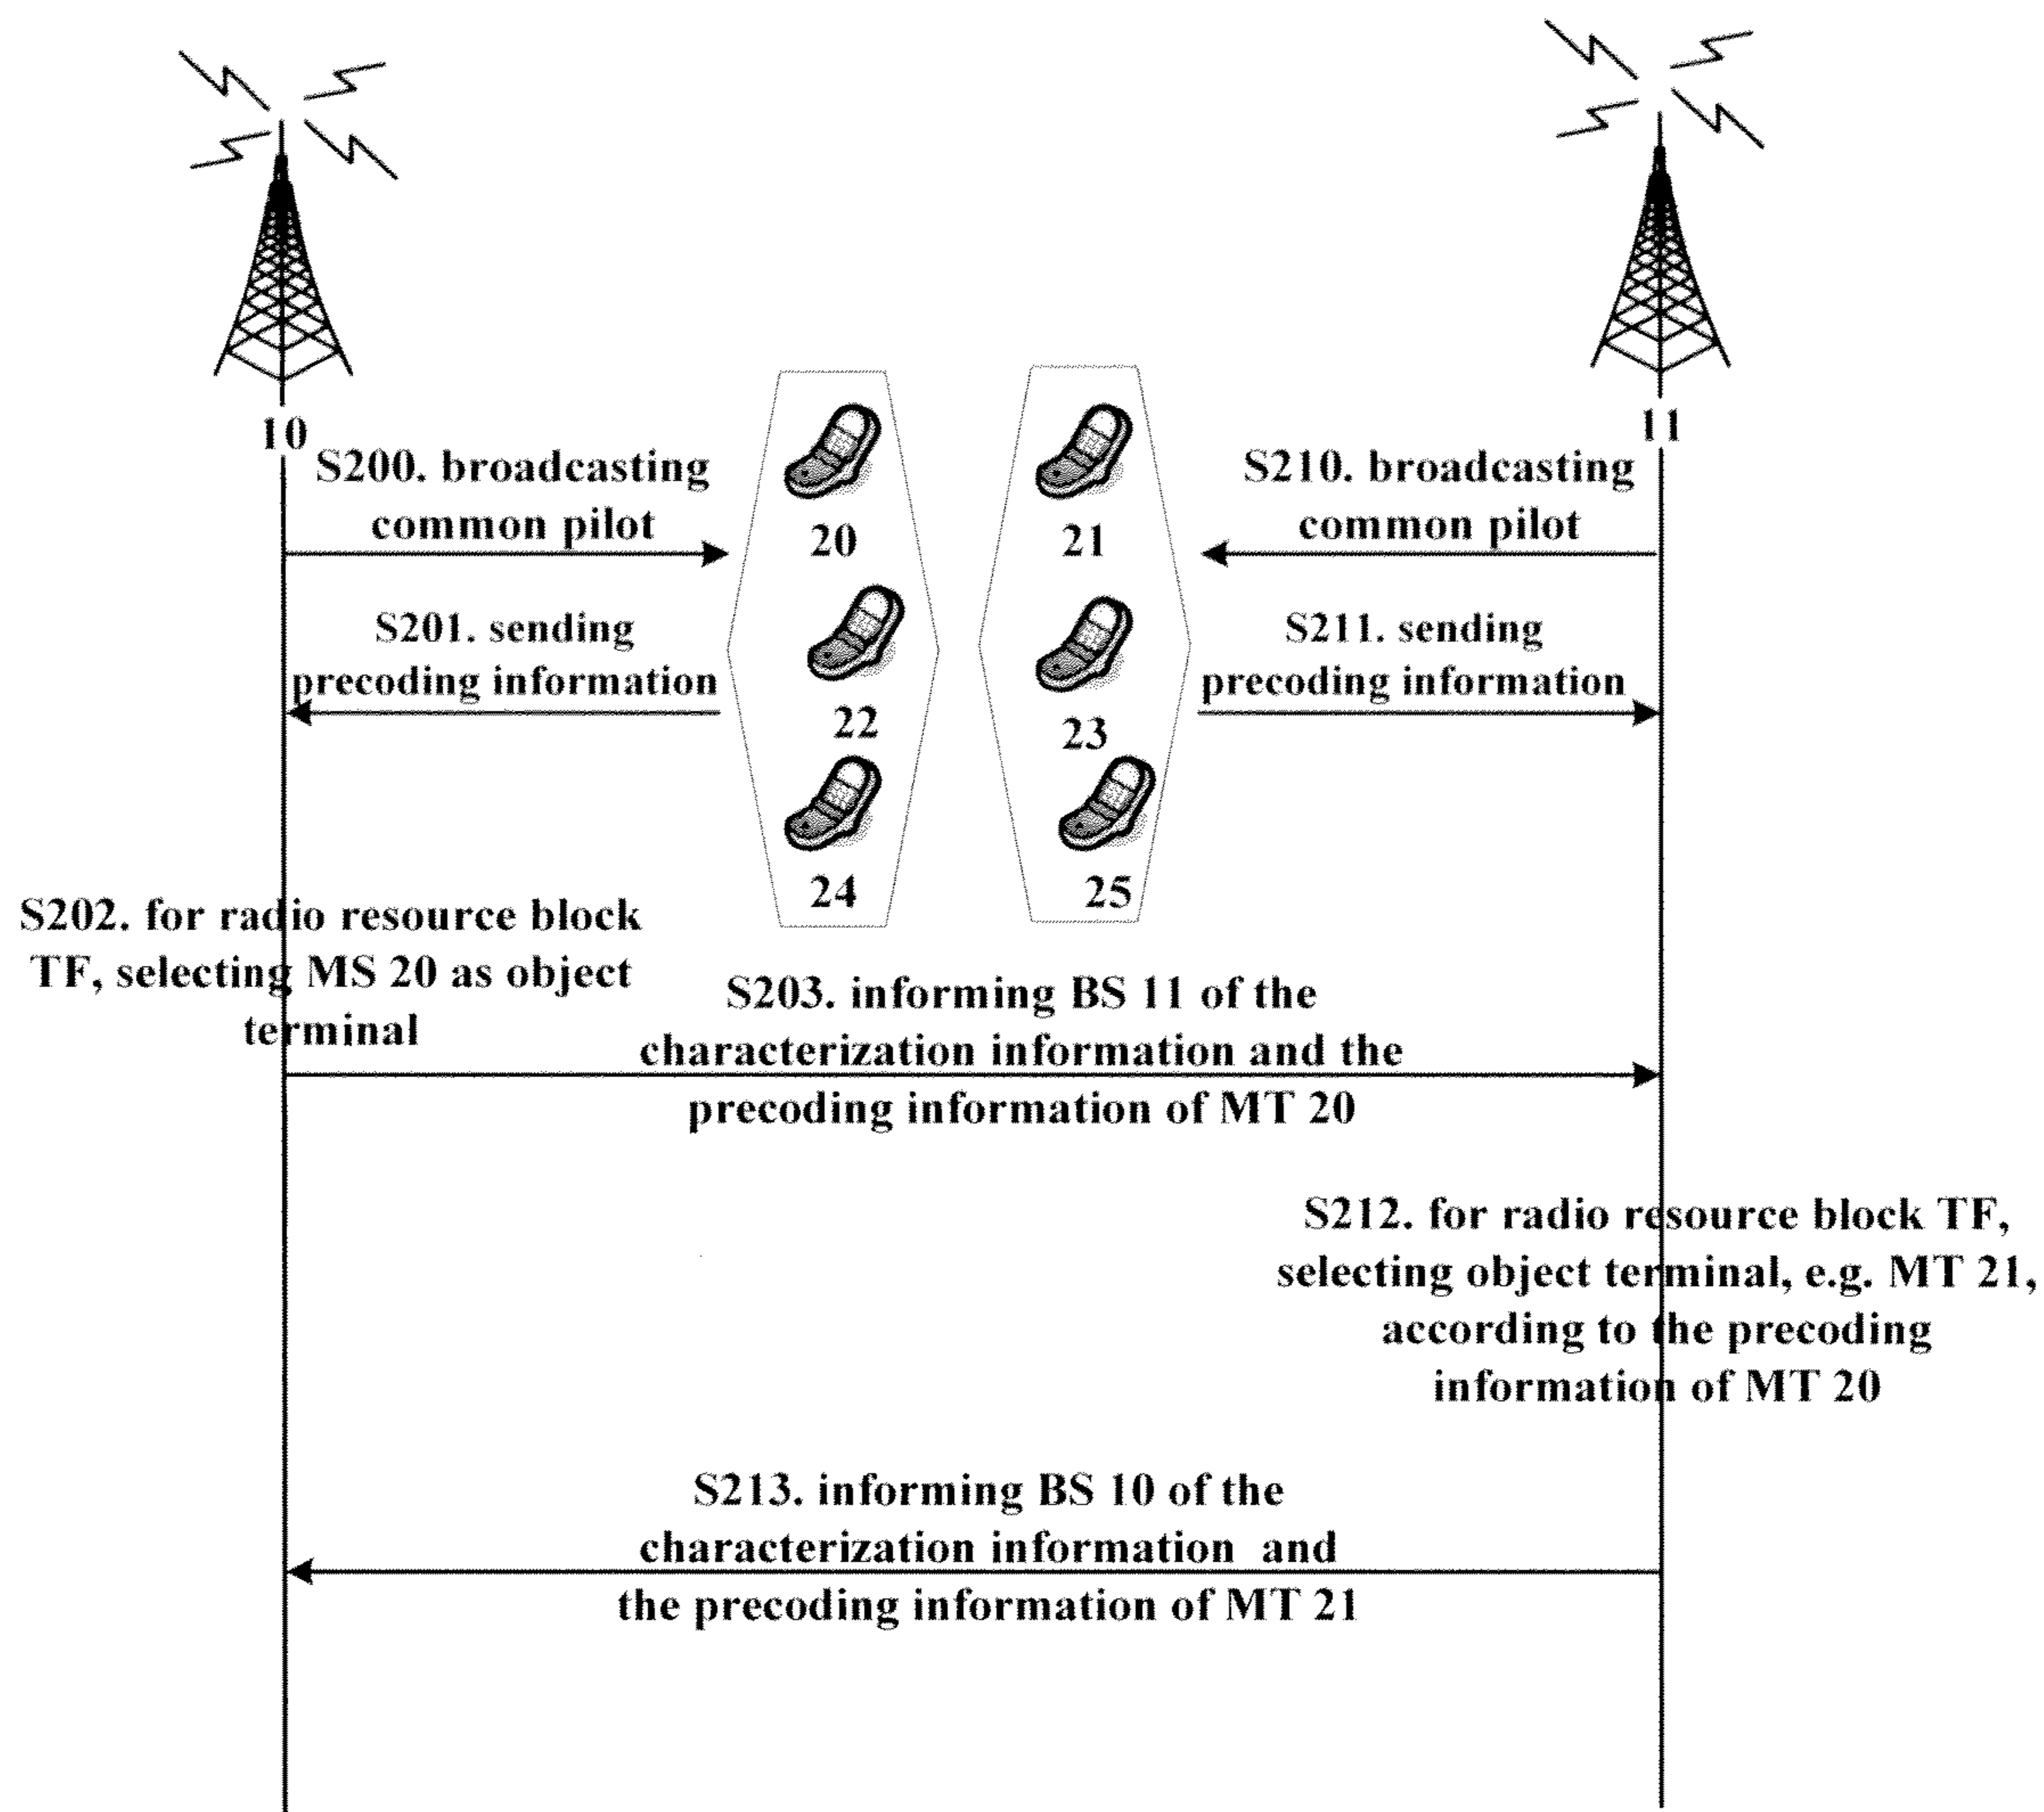 10
11
S200. broadcasting
common pilot
S210. broadcasting
common pilot
20
21
S201. sending
precoding information
S211. sending
precoding information
22
23
24
25
S202. for radio resource block
TF, selecting MS 20 as object
terminal
S203. informing BS 11 of the
characterization information and the
precoding information of MT 20
S212. for radio resource block TF,
selecting object terminal, e.g. MT 21,
according to the precoding
information of MT 20
S213. informing BS 10 of the
characterization information and
the precoding information of MT 21